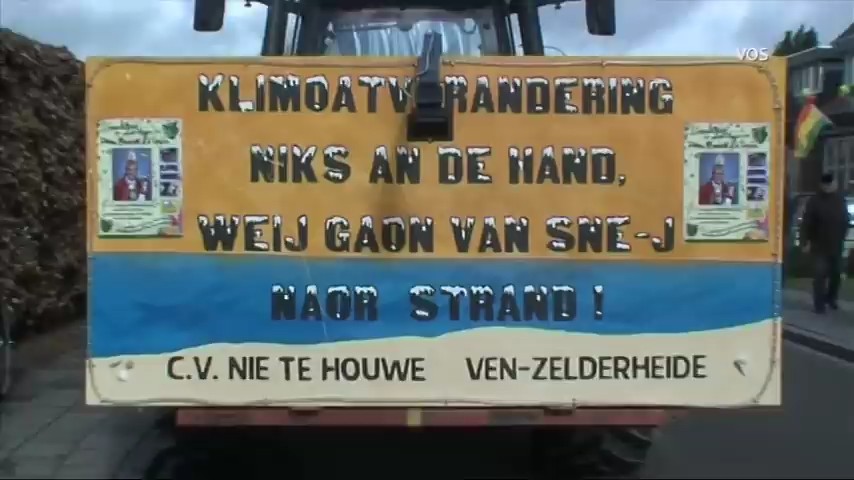 VOS
KLIMOATVERANDERING
NIKS AN DE HAND,
WEIJ GAON VAN SNE-J
NAOR STRAND!
C.V. NIE TE HOUWE VEN-ZELDERHEIDE